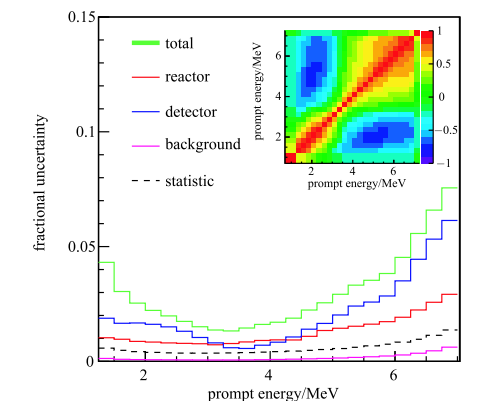 0.15
0.1
0.05
0
fractional uncertainty
total
reactor
detector
background
statistic
prompt energy/MeV
6
4
2
2
4
6
prompt energy/MeV
1
0.5
0
−0.5
−1
2
4
6
prompt energy/MeV